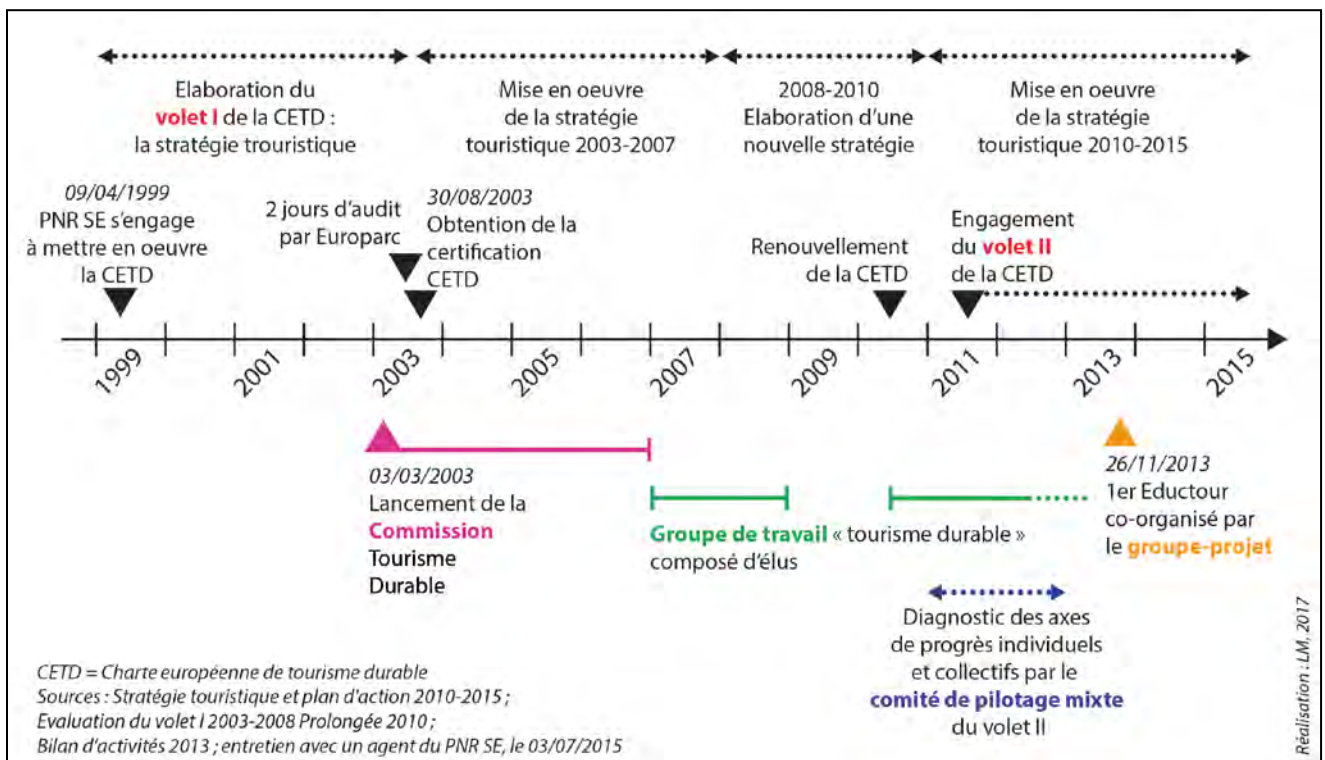 Elaboration du
volet I de la CETD :
la stratégie trouristique
Mise en oeuvre
de la stratégie
touristique 2003-2007
2008-2010
Elaboration d'une
nouvelle stratégie
Mise en oeuvre
de la stratégie
touristique 2010-2015
09/04/1999
PNR SE s'engage
à mettre en oeuvre
la CETD
2 jours d'audit
par Europarc
30/08/2003
Obtention de la
certification
CETD
Renouvellement
de la CETD
Engagement
du volet II
de la CETD
1999
2001
2003
2005
2007
2009
2011
2013
2015
03/03/2003
Lancement de la
Commission
Tourisme
Durable
Groupe de travail « tourisme durable »
composé d'élus
26/11/2013
1er Eductour
co-organisé par
le groupe-projet
Diagnostic des axes
de progrès individuels
et collectifs par le
comité de pilotage mixte
du volet II
CETD = Charte européenne de tourisme durable
Sources : Stratégie touristique et plan d'action 2010-2015 ;
Evaluation du volet I 2003-2008 Prolongée 2010 ;
Bilan d'activités 2013 ; entretien avec un agent du PNR SE, le 03/07/2015
Réalisation : LM, 2017